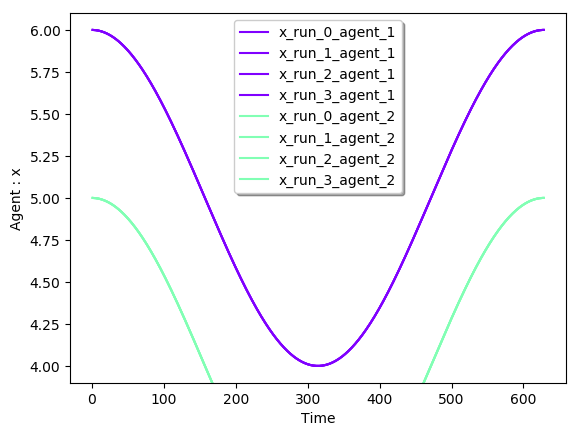 6.00
5.75
5.50
5.25
5.00
4.75
4.50
4.25
4.00
Agent : x
x_run_0_agent_1
x_run_1_agent_1
x_run_2_agent_1
x_run_3_agent_1
x_run_0_agent_2
x_run_1_agent_2
x_run_2_agent_2
x_run_3_agent_2
0 100 200 300 400 500 600
Time